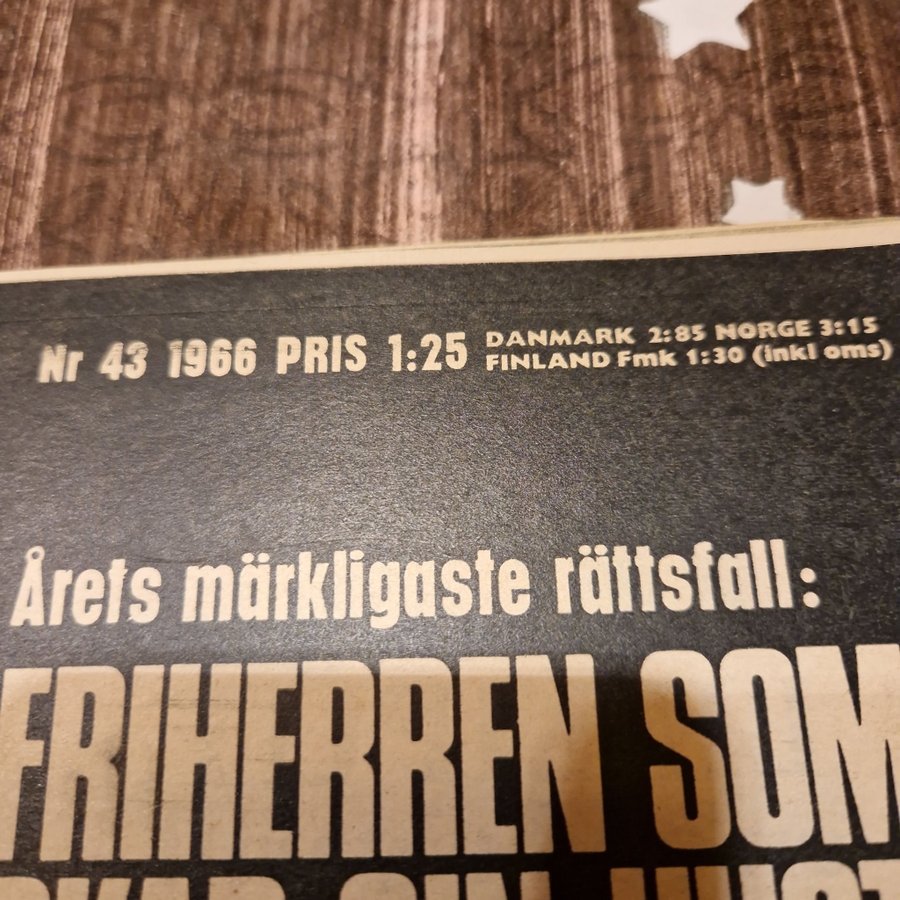 Nr 43 1966 PRIS 1:25 DANMARK 2:85 NORGE 3:15
FINLAND Fmk 1:30 (inkl oms)
Årets märkligaste rättsfall:
FRIHERREN SOM
SIN